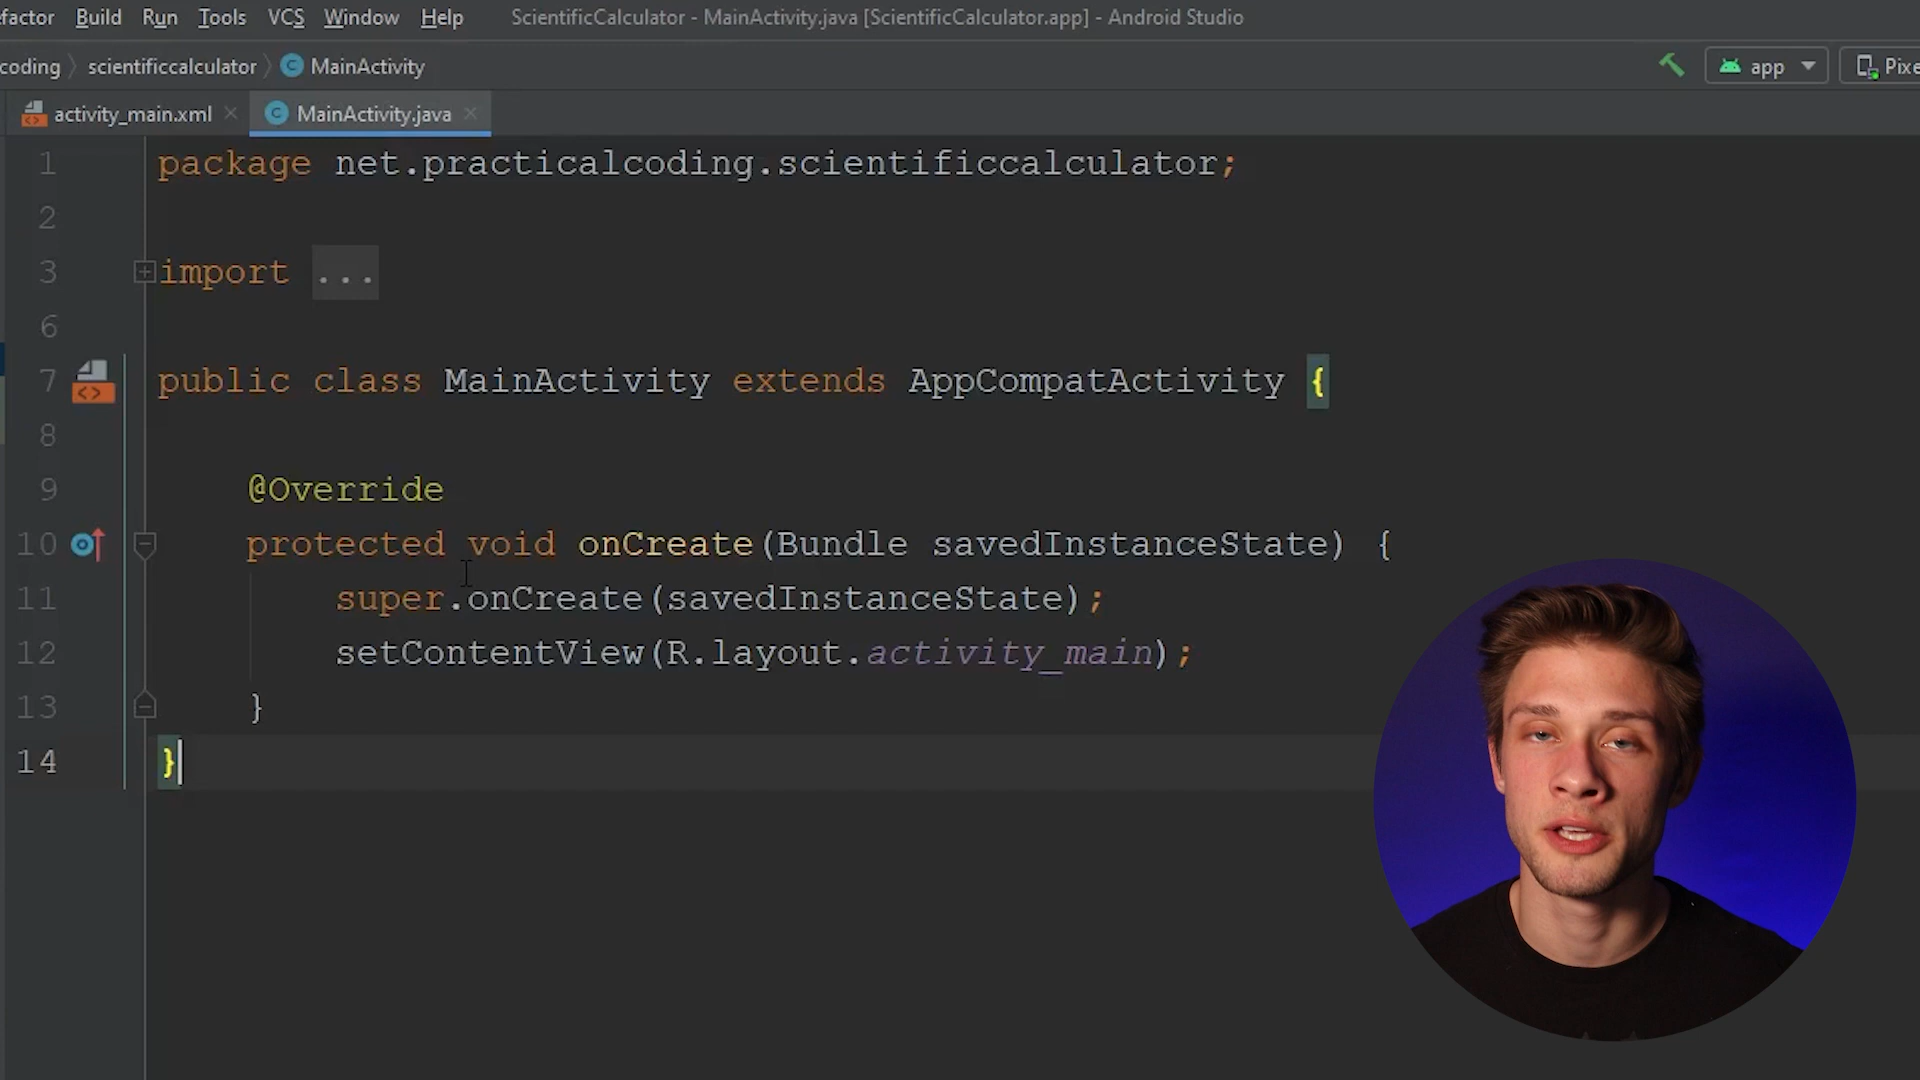 efactor Build Run Tools VCS Window Help ScientificCalculator - MainActivity.java [ScientificCalculator.app] - Android Studio
coding scientificcalculator C MainActivity app Pixe
activity_main.xml C MainActivity.java
1 package net.practicalcoding.scientificcalculator;
2
3 import ...
6
7 public class MainActivity extends AppCompatActivity {
8
9 @Override
10 protected void onCreate(Bundle savedInstanceState) {
11 super.onCreate(savedInstanceState);
12 setContentView(R.layout.activity_main);
13 }
14 }